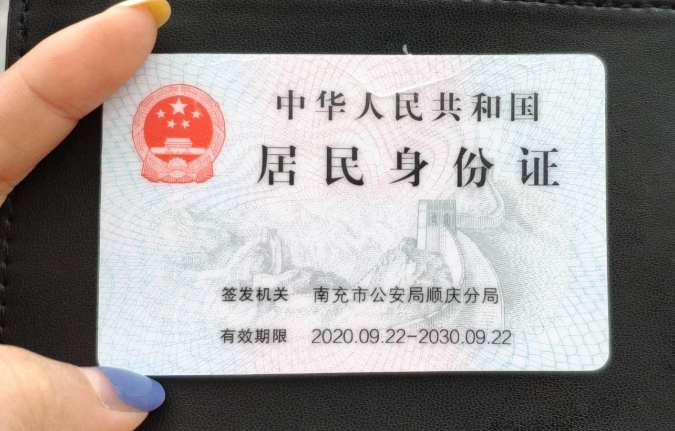 中华人民共和国
居民身份证
签发机关 南充市公安局顺庆分局
有效期限 2020.09.22-2030.09.22